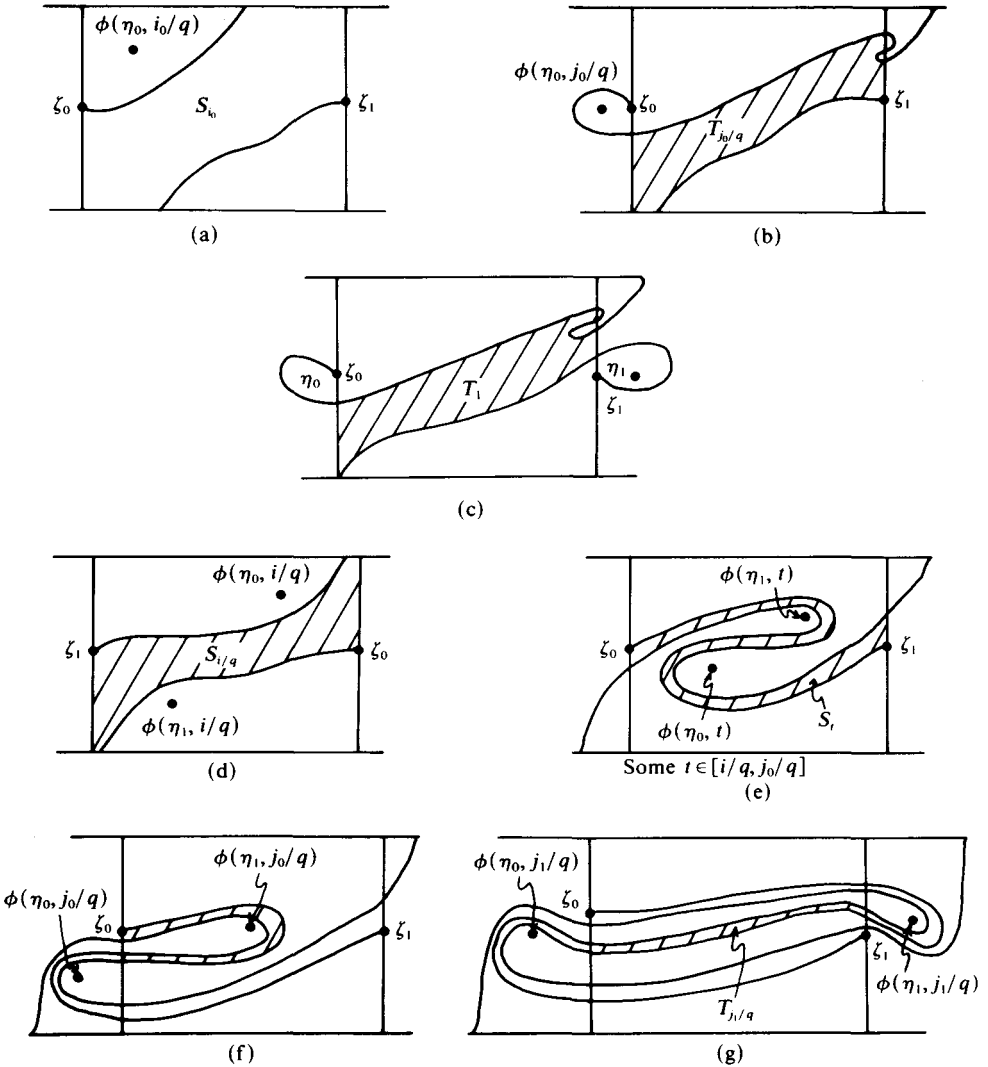 ϕ(η₀, i₀/q)
ζ₀
S_{i₀}
ζ₁
(a)
ϕ(η₀, j₀/q)
ζ₀
T_{j₀/q}
ζ₁
(b)
η₀
ζ₀
T₁
η₁
ζ₁
(c)
ϕ(η₀, i/q)
ζ₁
S_{i/q}
ζ₀
ϕ(η₁, i/q)
(d)
ϕ(η₁, t)
ζ₀
ζ₁
ϕ(η₀, t)
S_t
Some t ∈ [i/q, j₀/q]
(e)
ϕ(η₁, j₀/q)
ϕ(η₀, j₀/q)
ζ₀
ζ₁
(f)
ϕ(η₀, j₁/q)
ζ₀
ζ₁
ϕ(η₁, j₁/q)
T_{j₁/q}
(g)